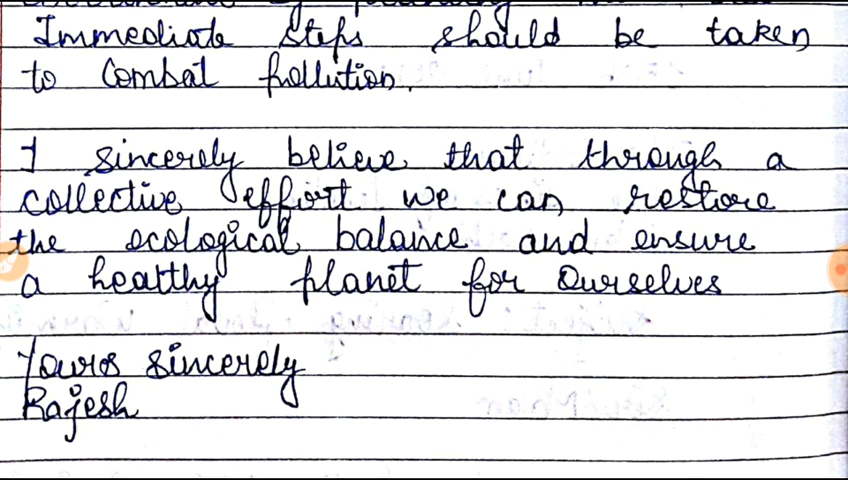 Immediate steps should be taken
to combat pollution.
I sincerely believe that through a
collective effort we can restore
the ecological balance and ensure
a healthy planet for ourselves
Yours sincerely
Rajesh